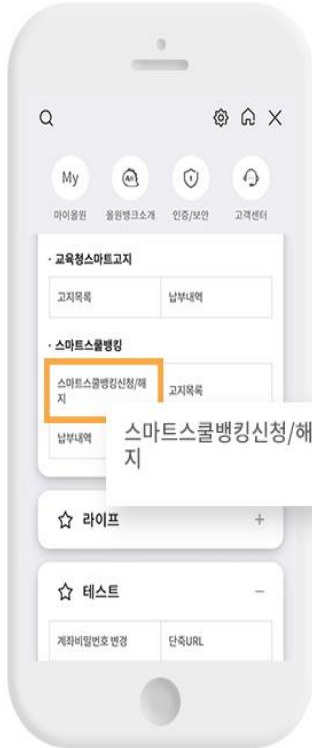 My
마이올원 올원뱅크소개 인증/보안 고객센터
· 교육청스마트고지
고지목록 납부내역
· 스마트스쿨뱅킹
스마트스쿨뱅킹신청/해
지
고지목록
납부내역
스마트스쿨뱅킹신청/해
지
☆ 라이프 +
☆ 테스트 −
계좌비밀번호 변경 단축URL